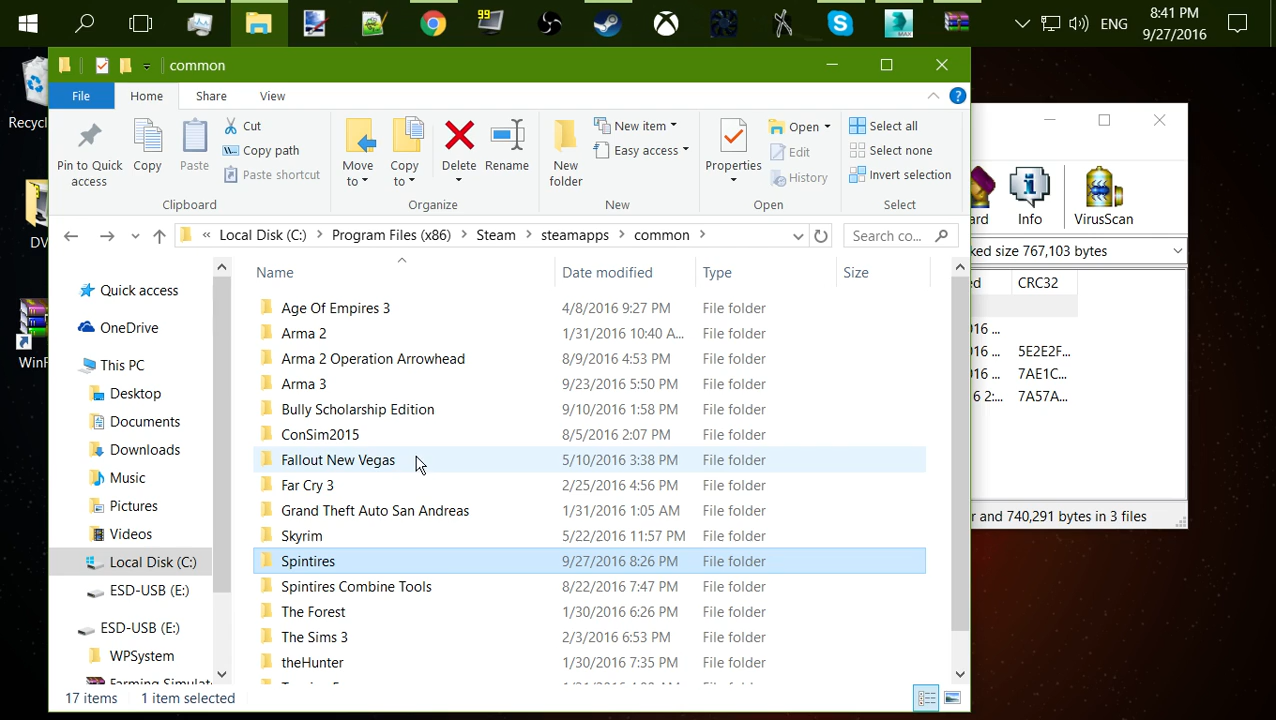 99
MAX
ENG
8:41 PM
9/27/2016
common
File
Home
Share
View
Pin to Quick access
Copy
Paste
Cut
Copy path
Paste shortcut
Clipboard
Move to
Copy to
Delete
Rename
Organize
New folder
New item
Easy access
New
Properties
Open
Edit
History
Open
Select all
Select none
Invert selection
Select
« Local Disk (C:) > Program Files (x86) > Steam > steamapps > common >
Search co...
Name Date modified Type Size
Age Of Empires 3 4/8/2016 9:27 PM File folder
Arma 2 1/31/2016 10:40 A... File folder
Arma 2 Operation Arrowhead 8/9/2016 4:53 PM File folder
Arma 3 9/23/2016 5:50 PM File folder
Bully Scholarship Edition 9/10/2016 1:58 PM File folder
ConSim2015 8/5/2016 2:07 PM File folder
Fallout New Vegas 5/10/2016 3:38 PM File folder
Far Cry 3 2/25/2016 4:56 PM File folder
Grand Theft Auto San Andreas 1/31/2016 1:05 AM File folder
Skyrim 5/22/2016 11:57 PM File folder
Spintires 9/27/2016 8:26 PM File folder
Spintires Combine Tools 8/22/2016 7:47 PM File folder
The Forest 1/30/2016 6:26 PM File folder
The Sims 3 2/3/2016 6:53 PM File folder
theHunter 1/30/2016 7:35 PM File folder
Quick access
OneDrive
This PC
Desktop
Documents
Downloads
Music
Pictures
Videos
Local Disk (C:)
ESD-USB (E:)
ESD-USB (E:)
WPSystem
Farming Simulat
17 items 1 item selected
Recycl
DV
WinF
ard
Info
VirusScan
ked size 767,103 bytes
ed CRC32
016 ...
016 ... 5E2E2F...
016 ... 7AE1C...
6 2:... 7A57A...
r and 740,291 bytes in 3 files